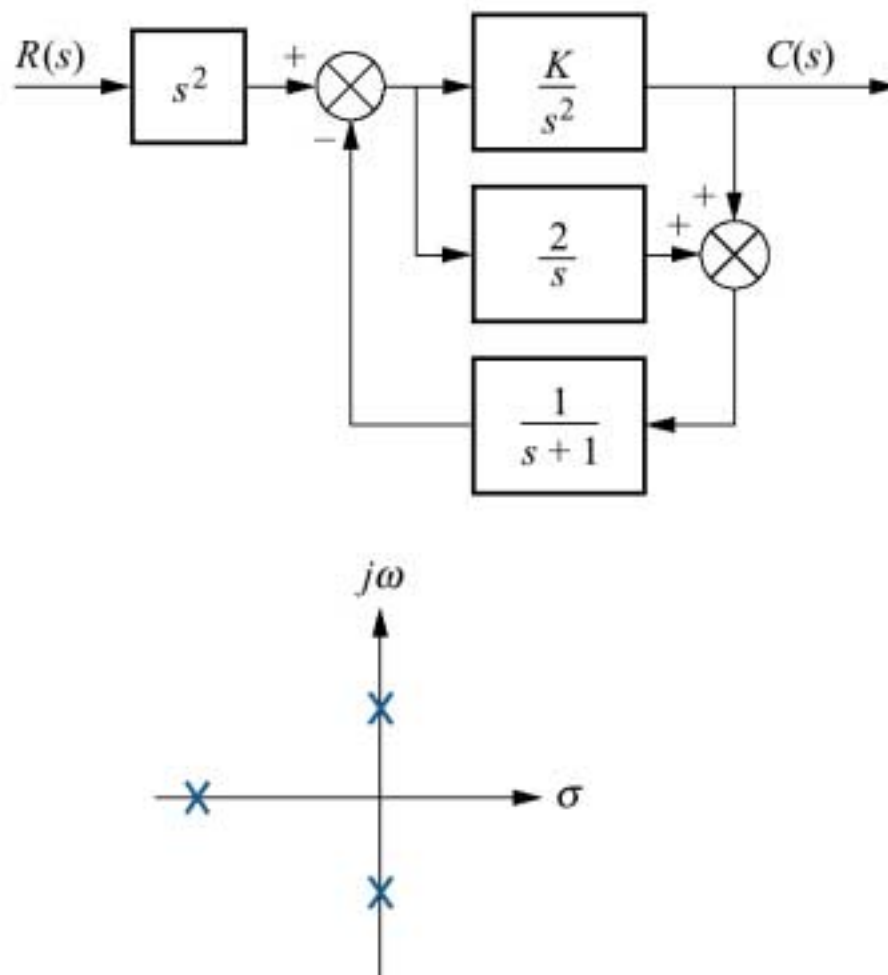 R(s)
s²
+
−
K
s²
C(s)
+
+
2
s
1
s + 1
jω
σ